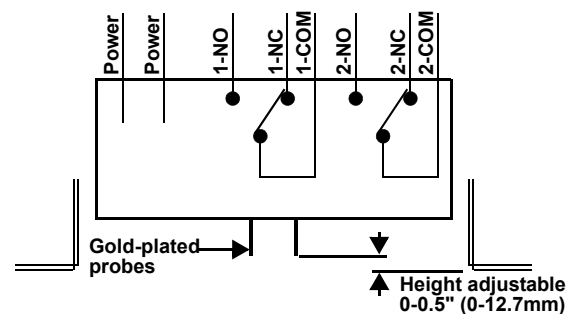 Power
Power
1-NO
1-NC
1-COM
2-NO
2-NC
2-COM
Gold-plated
probes
Height adjustable
0-0.5" (0-12.7mm)